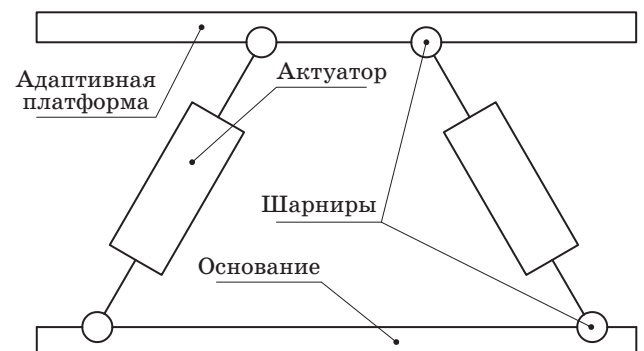 Адаптивная
платформа
Актуатор
Шарниры
Основание